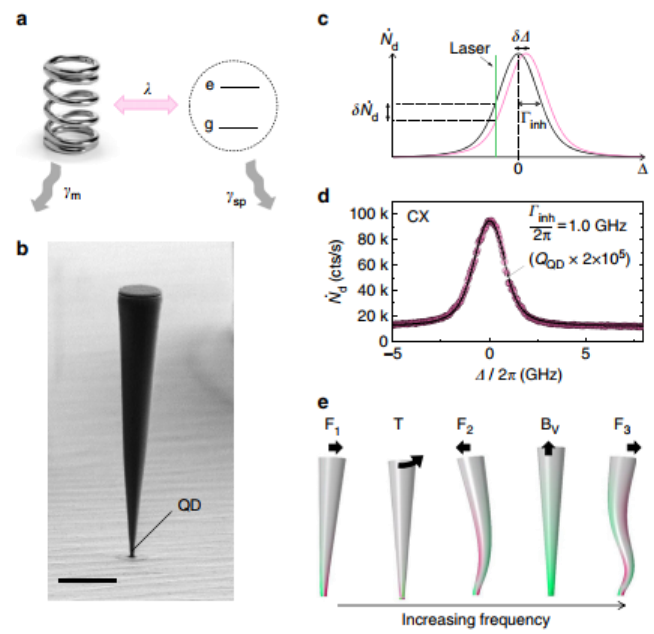 a
λ
e
g
γm
γsp
b
QD
c
Ṅd
δΔ
Laser
δṄd
Γinh
0
Δ
d
100 k
80 k
60 k
40 k
20 k
0
Ṅd (cts/s)
CX
Γinh/2π = 1.0 GHz
(QQD × 2×10⁵)
−5
0
5
Δ / 2π (GHz)
e
F1
T
F2
BV
F3
Increasing frequency